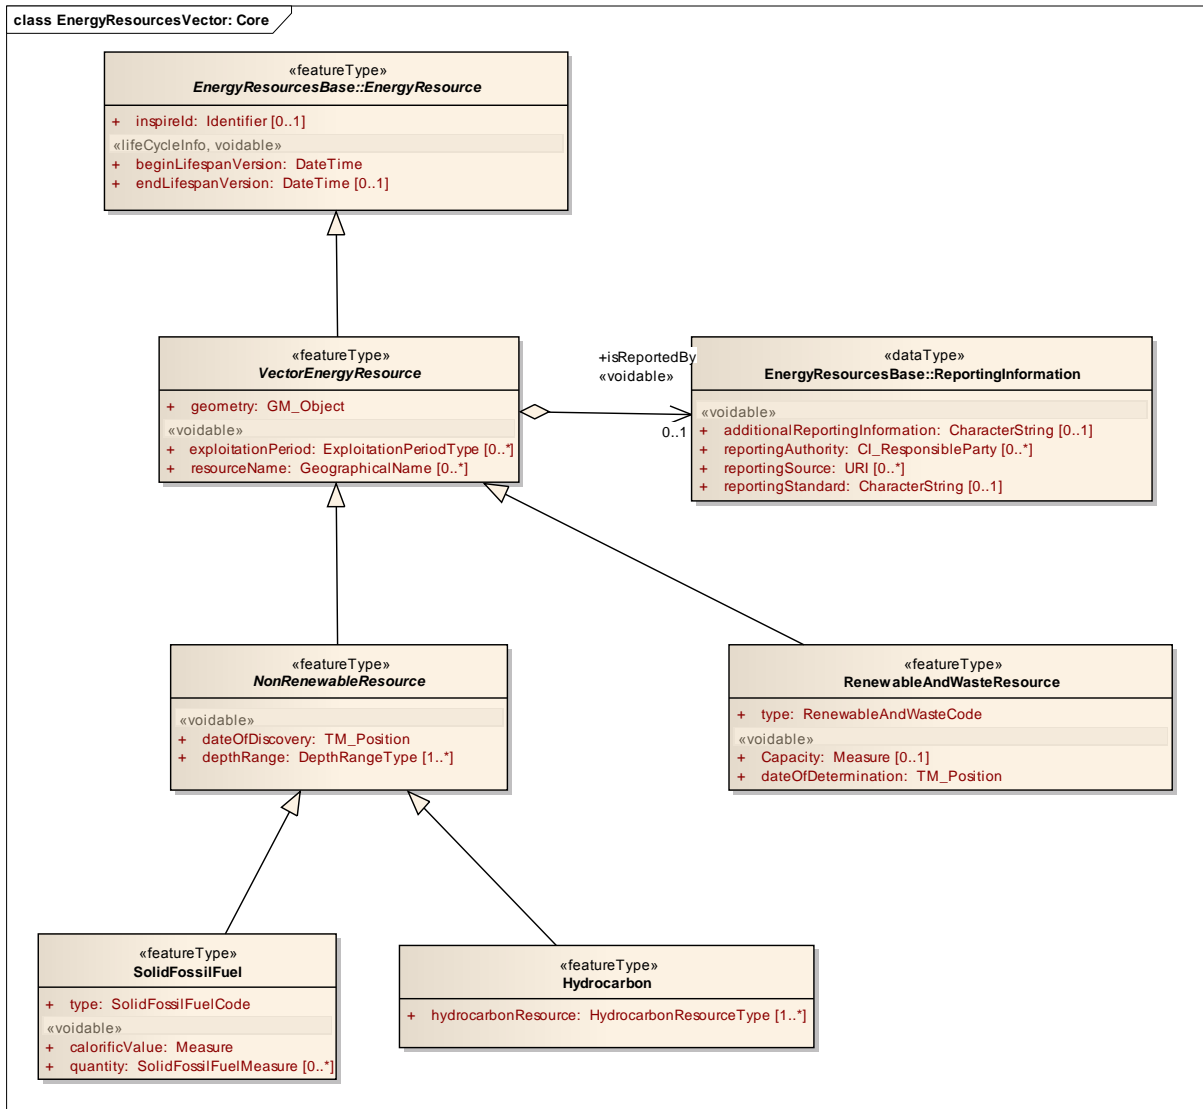 class EnergyResourcesVector: Core
«featureType»
EnergyResourcesBase::EnergyResource
+ inspireId: Identifier [0..1]
«lifeCycleInfo, voidable»
+ beginLifespanVersion: DateTime
+ endLifespanVersion: DateTime [0..1]
«featureType»
VectorEnergyResource
+ geometry: GM_Object
«voidable»
+ exploitationPeriod: ExploitationPeriodType [0..*]
+ resourceName: GeographicalName [0..*]
+isReportedBy
«voidable»
0..1
«dataType»
EnergyResourcesBase::ReportingInformation
«voidable»
+ additionalReportingInformation: CharacterString [0..1]
+ reportingAuthority: CI_ResponsibleParty [0..*]
+ reportingSource: URI [0..*]
+ reportingStandard: CharacterString [0..1]
«featureType»
NonRenewableResource
«voidable»
+ dateOfDiscovery: TM_Position
+ depthRange: DepthRangeType [1..*]
«featureType»
RenewableAndWasteResource
+ type: RenewableAndWasteCode
«voidable»
+ Capacity: Measure [0..1]
+ dateOfDetermination: TM_Position
«featureType»
SolidFossilFuel
+ type: SolidFossilFuelCode
«voidable»
+ calorificValue: Measure
+ quantity: SolidFossilFuelMeasure [0..*]
«featureType»
Hydrocarbon
+ hydrocarbonResource: HydrocarbonResourceType [1..*]